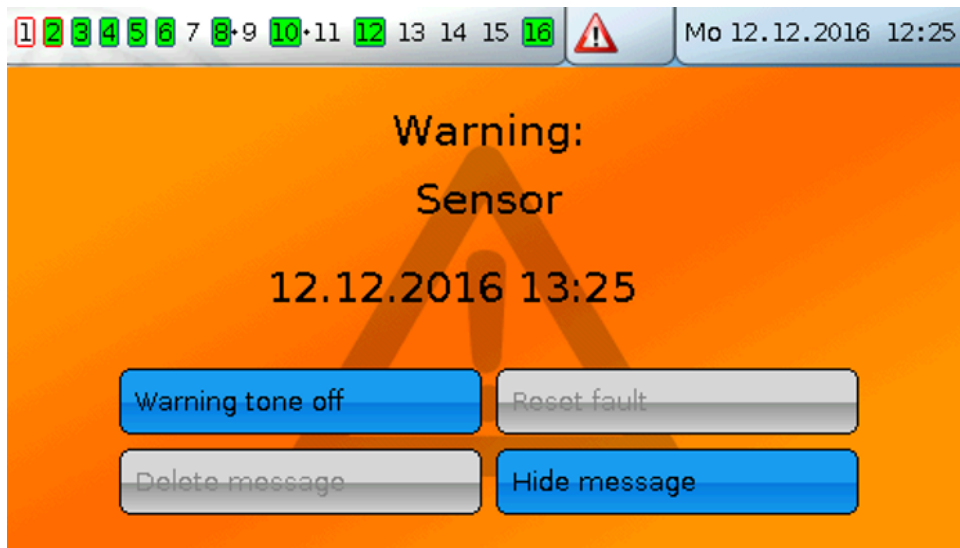 1 2 3 4 5 6 7 8·9 10·11 12 13 14 15 16 Mo 12.12.2016 12:25
Warning:
Sensor
12.12.2016 13:25
Warning tone off Reset fault
Delete message Hide message